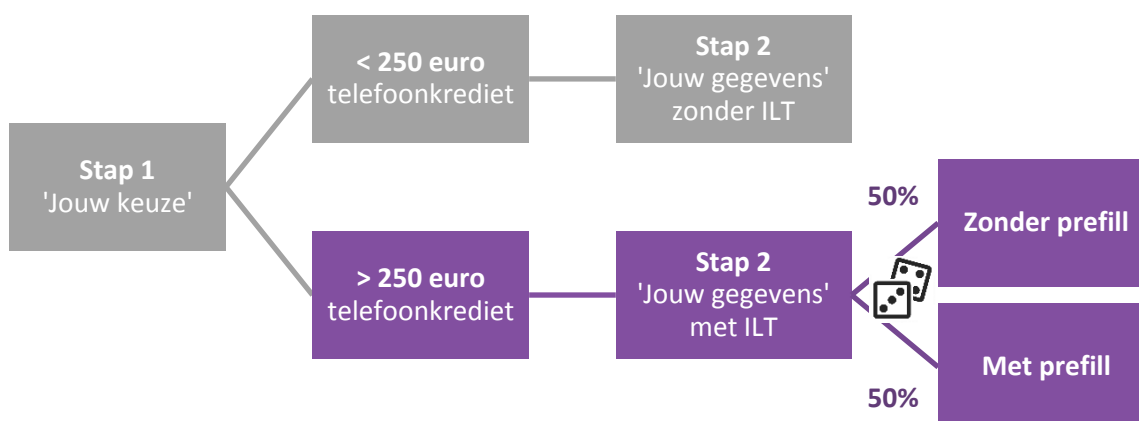 Stap 1
'Jouw keuze'
< 250 euro
telefoonkrediet
Stap 2
'Jouw gegevens'
zonder ILT
> 250 euro
telefoonkrediet
Stap 2
'Jouw gegevens'
met ILT
50%
Zonder prefill
50%
Met prefill